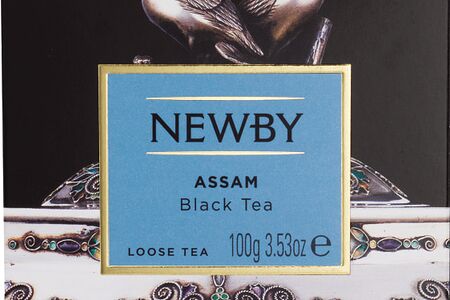 NEWBY
ASSAM
Black Tea
LOOSE TEA 100g 3.53oz ℮